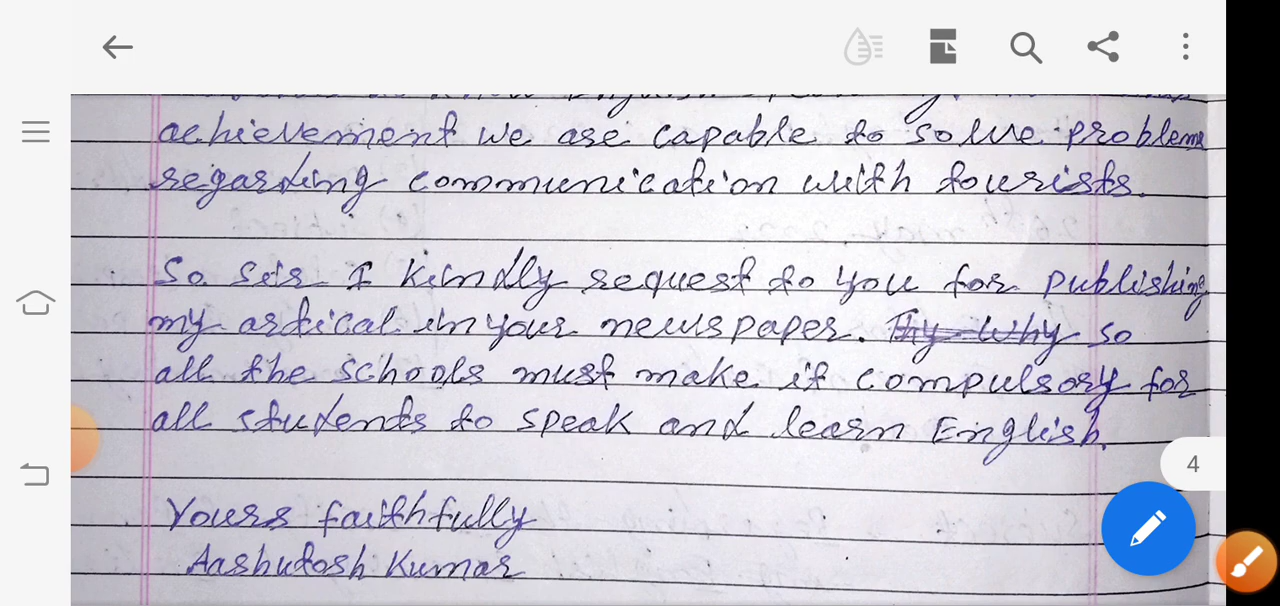 achievement we are capable to solve problems
regarding communication with tourists.
So sir I kindly request to you for publishing
my artical in your newspaper. Thy Why so
all the schools must make it compulsory for
all students to speak and learn English.
4
Yours faithfully
Aashutosh Kumar